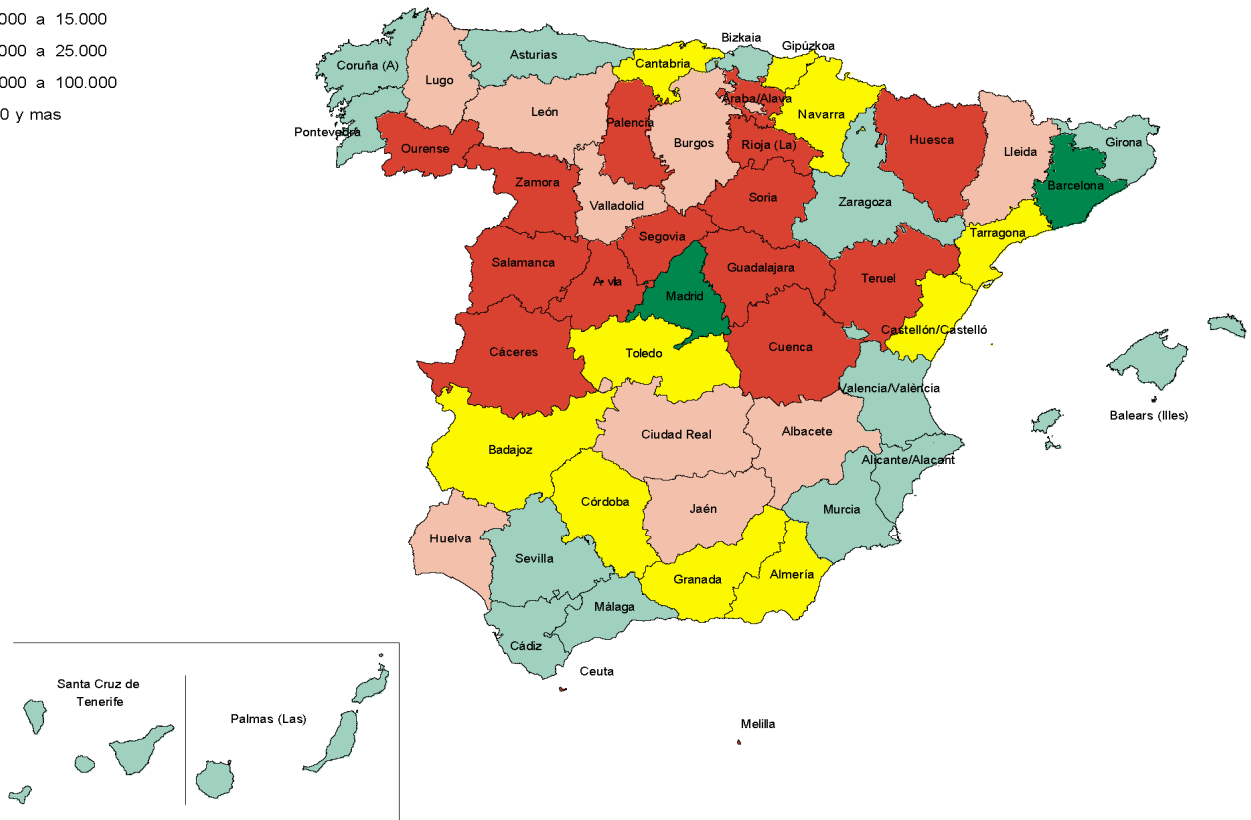 000 a 15.000
000 a 25.000
000 a 100.000
0 y mas
Coruña (A)
Lugo
Asturias
Cantabria
Bizkaia
Gipúzkoa
Araba/Alava
Navarra
Pontevedra
Ourense
León
Palencia
Burgos
Rioja (La)
Huesca
Lleida
Girona
Barcelona
Zamora
Valladolid
Soria
Zaragoza
Tarragona
Segovia
Salamanca
A•vila
Madrid
Guadalajara
Teruel
Castellón/Castelló
Cáceres
Toledo
Cuenca
Valencia/València
Balears (Illes)
Badajoz
Ciudad Real
Albacete
Alicante/Alacant
Córdoba
Jaén
Murcia
Huelva
Sevilla
Granada
Almería
Málaga
Cádiz
Ceuta
Melilla
Santa Cruz de
Tenerife
Palmas (Las)